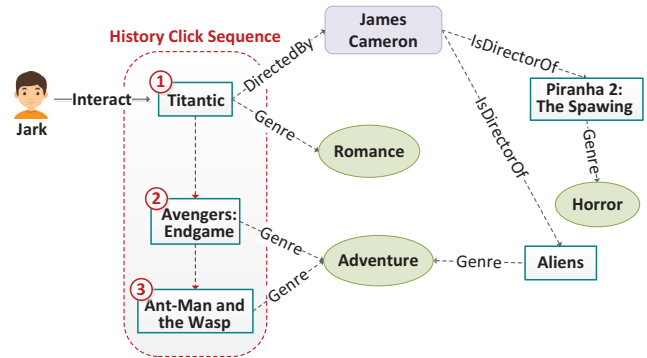 James
Cameron
History Click Sequence
DirectedBy
IsDirectorOf
1
Titantic
Interact
Jark
Genre
Piranha 2:
The Spawing
IsDirectorOf
Romance
Genre
2
Avengers:
Endgame
Horror
Genre
Adventure
Genre
Aliens
3
Ant-Man and
the Wasp
Genre